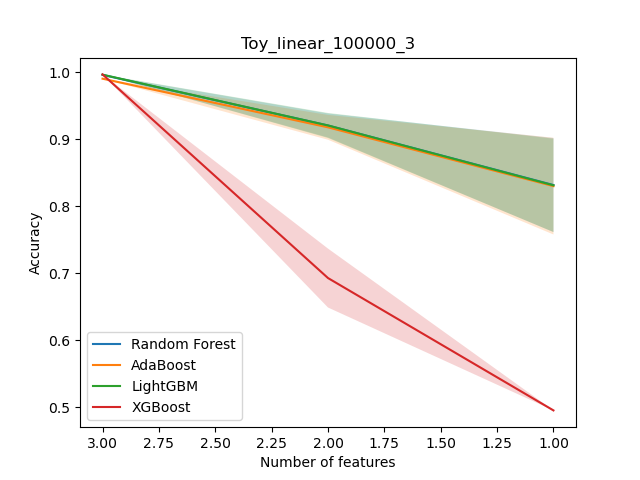 Toy_linear_100000_3
1.0
0.9
0.8
0.7
0.6
0.5
Accuracy
Random Forest
AdaBoost
LightGBM
XGBoost
3.00 2.75 2.50 2.25 2.00 1.75 1.50 1.25 1.00
Number of features